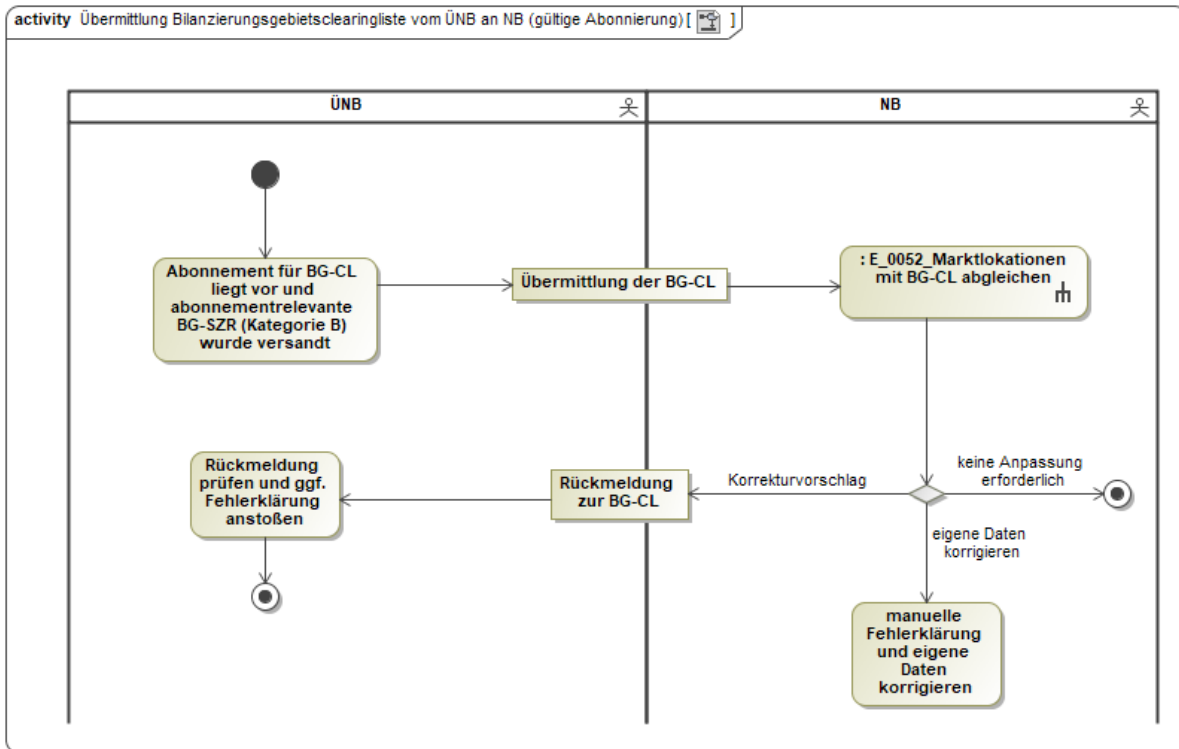 activity Übermittlung Bilanzierungsgebietsclearingliste vom ÜNB an NB (gültige Abonnierung) [ ]
ÜNB
NB
Abonnement für BG-CL
liegt vor und
abonnementrelevante
BG-SZR (Kategorie B)
wurde versandt
Übermittlung der BG-CL
: E_0052_Marktlokationen
mit BG-CL abgleichen
Rückmeldung
prüfen und ggf.
Fehlerklärung
anstoßen
Rückmeldung
zur BG-CL
Korrekturvorschlag
keine Anpassung
erforderlich
eigene Daten
korrigieren
manuelle
Fehlerklärung
und eigene
Daten
korrigieren